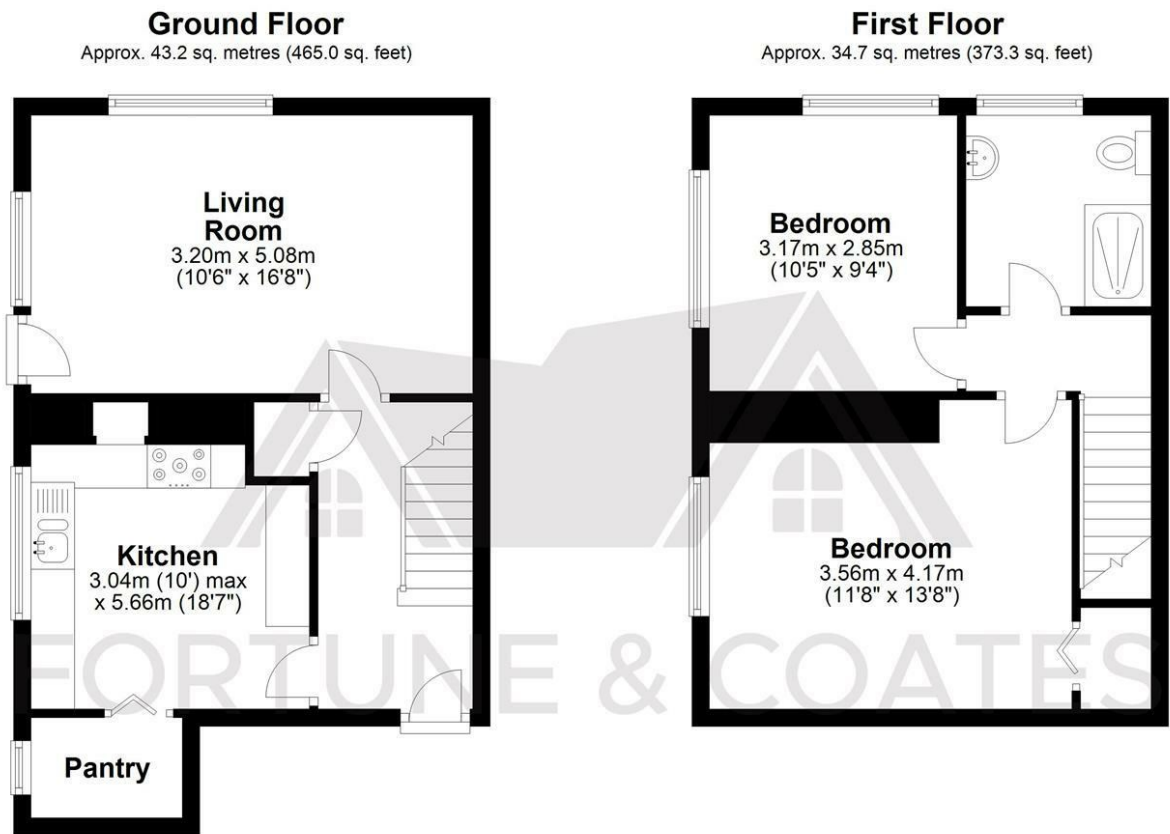 Ground Floor
Approx. 43.2 sq. metres (465.0 sq. feet)
Living
Room
3.20m x 5.08m
(10'6" x 16'8")
Kitchen
3.04m (10') max
x 5.66m (18'7")
Pantry
First Floor
Approx. 34.7 sq. metres (373.3 sq. feet)
Bedroom
3.17m x 2.85m
(10'5" x 9'4")
Bedroom
3.56m x 4.17m
(11'8" x 13'8")
FORTUNE & COATES